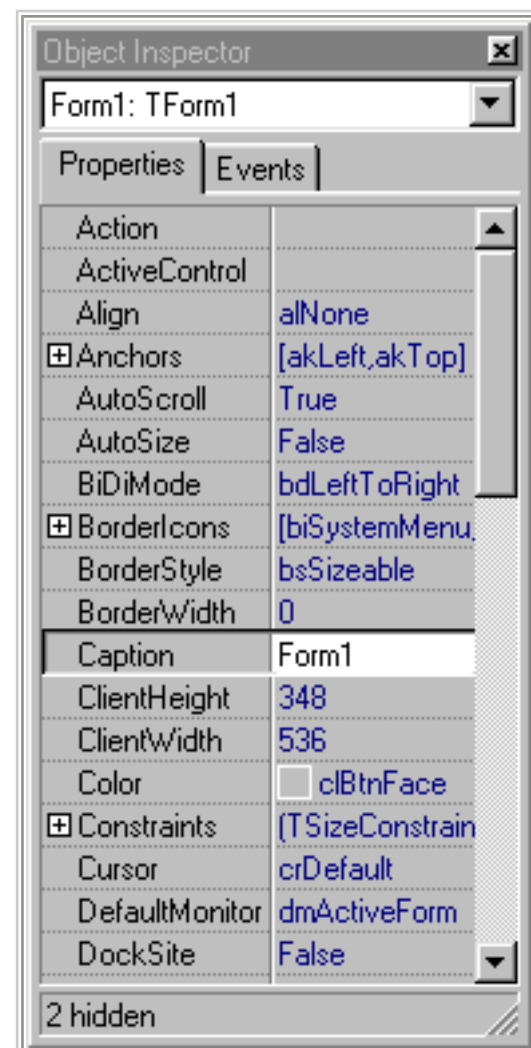 Object Inspector
Form1: TForm1
Properties Events
Action
ActiveControl
Align alNone
Anchors [akLeft,akTop]
AutoScroll True
AutoSize False
BiDiMode bdLeftToRight
BorderIcons [biSystemMenu,
BorderStyle bsSizeable
BorderWidth 0
Caption Form1
ClientHeight 348
ClientWidth 536
Color clBtnFace
Constraints (TSizeConstrain
Cursor crDefault
DefaultMonitor dmActiveForm
DockSite False
2 hidden